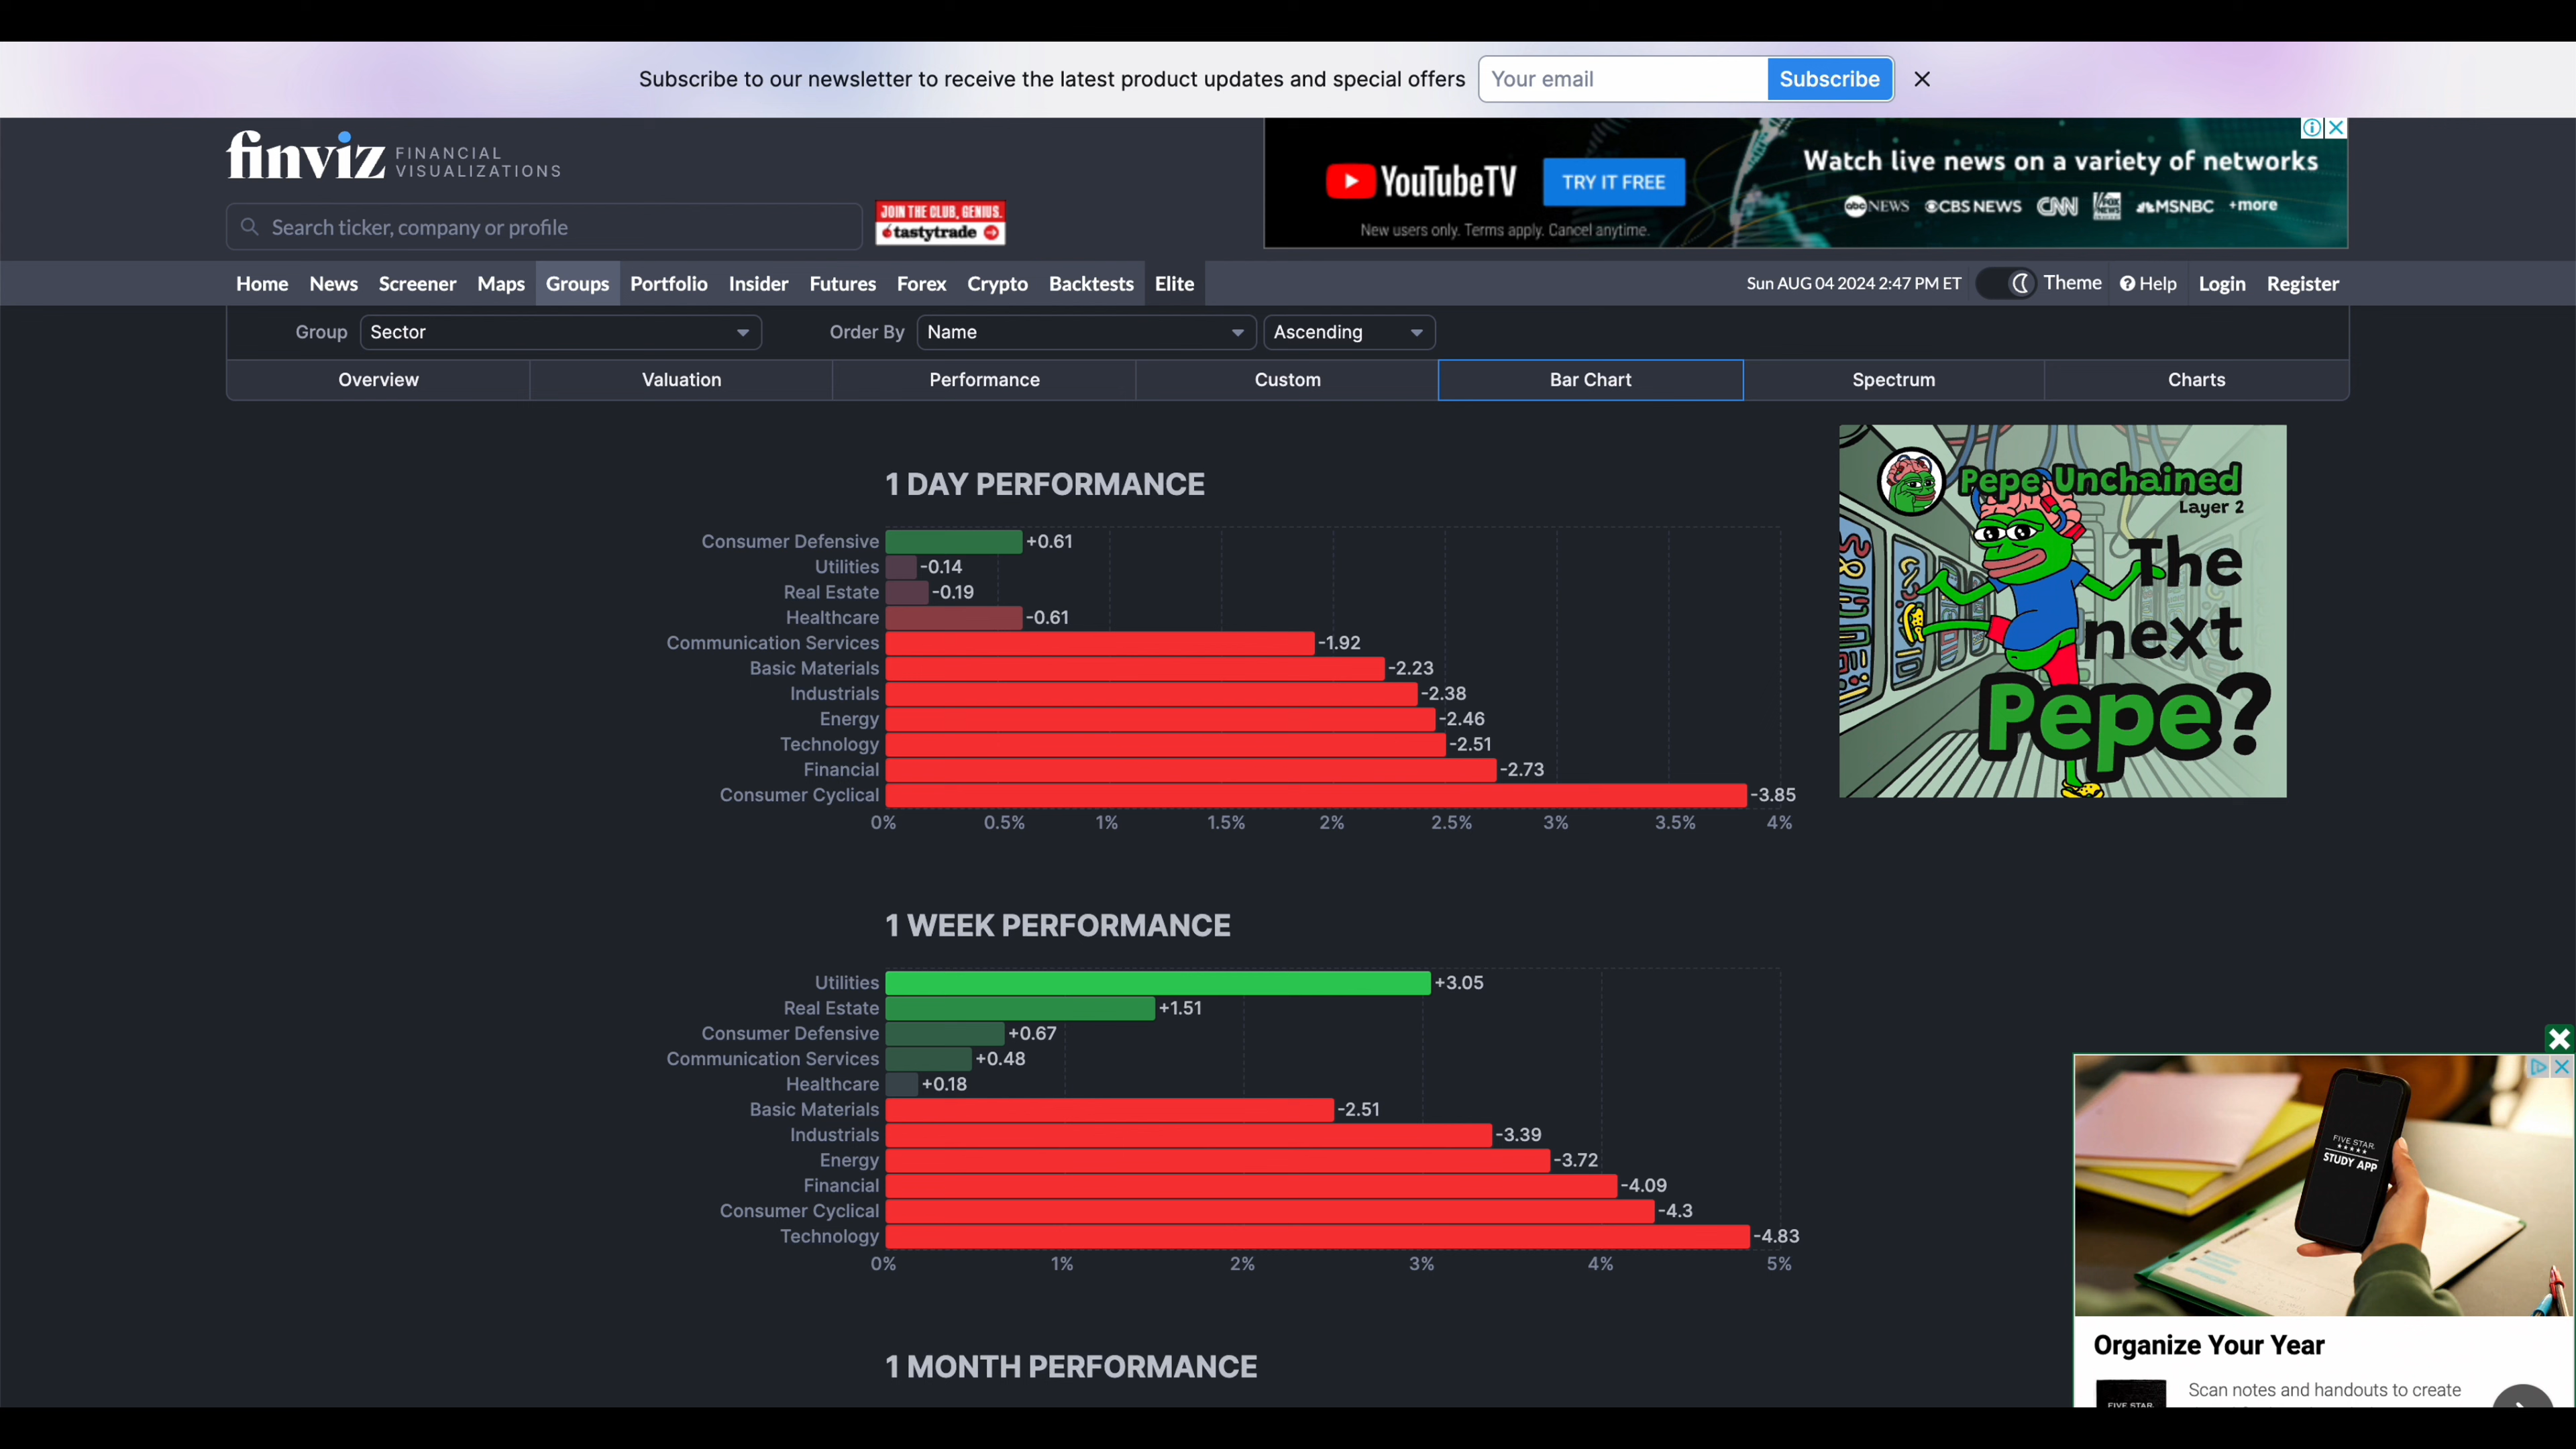 Subscribe to our newsletter to receive the latest product updates and special offers Your email Subscribe
finviz FINANCIAL VISUALIZATIONS
Search ticker, company or profile
JOIN THE CLUB, GENIUS.
tastytrade
YouTubeTV TRY IT FREE
New users only. Terms apply. Cancel anytime.
Watch live news on a variety of networks
abc NEWS CBS NEWS CNN FOX NEWS MSNBC +more
Home News Screener Maps Groups Portfolio Insider Futures Forex Crypto Backtests Elite Sun AUG 04 2024 2:47 PM ET Theme Help Login Register
Group Sector Order By Name Ascending
Overview Valuation Performance Custom Bar Chart Spectrum Charts
1 DAY PERFORMANCE
Consumer Defensive +0.61
Utilities -0.14
Real Estate -0.19
Healthcare -0.61
Communication Services -1.92
Basic Materials -2.23
Industrials -2.38
Energy -2.46
Technology -2.51
Financial -2.73
Consumer Cyclical -3.85
0% 0.5% 1% 1.5% 2% 2.5% 3% 3.5% 4%
Pepe Unchained
Layer 2
The
next
Pepe?
1 WEEK PERFORMANCE
Utilities +3.05
Real Estate +1.51
Consumer Defensive +0.67
Communication Services +0.48
Healthcare +0.18
Basic Materials -2.51
Industrials -3.39
Energy -3.72
Financial -4.09
Consumer Cyclical -4.3
Technology -4.83
0% 1% 2% 3% 4% 5%
1 MONTH PERFORMANCE
FIVE STAR
STUDY APP
Organize Your Year
Scan notes and handouts to create
FIVE STAR